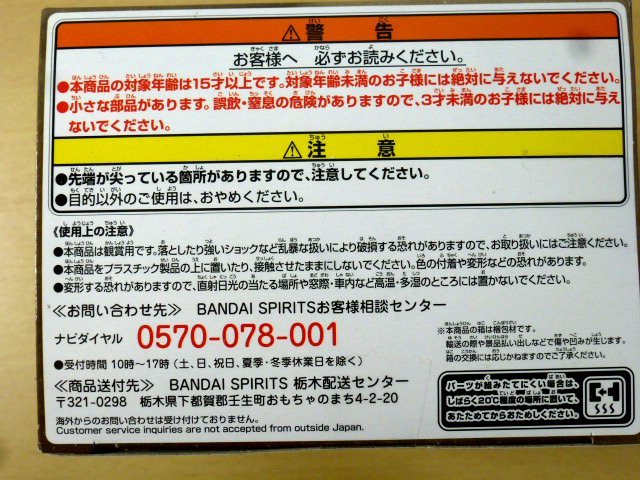 ⚠警告
お客様へ 必ずお読みください。
●本商品の対象年齢は15才以上です。対象年齢未満のお子様には絶対に与えないでください。
●小さな部品があります。誤飲・窒息の危険がありますので、3才未満のお子様には絶対に与え
ないでください。
⚠注意
●先端が尖っている箇所がありますので、注意してください。
●目的以外のご使用は、おやめください。
《使用上の注意》
●本商品は観賞用です。落としたり強いショックなど乱暴な扱いにより破損する恐れがありますので、お取り扱いにはご注意ください。
●本商品をプラスチック製品の上に置いたり、接触させたままにしないでください。色の付着や変形などの恐れがあります。
●変形する恐れがありますので、直射日光の当たる場所や窓際・車内など高温・多湿のところには置かないでください。
≪お問い合わせ先≫ BANDAI SPIRITSお客様相談センター
ナビダイヤル 0570-078-001
●受付時間 10時～17時 (土、日、祝日、夏季・冬季休業日を除く)
※本商品の箱は梱包材です。
輸送の際や景品払い出しなどで傷や凹みが生じます。
箱の交換には応じかねますのでご了承ください。
≪商品送付先≫ BANDAI SPIRITS 栃木配送センター
〒321-0298 栃木県下都賀郡壬生町おもちゃのまち4-2-20
海外からのお問い合わせは受け付けておりません。
Customer service inquiries are not accepted from outside Japan.
パーツが組みたてにくい場合は、
しばらく20℃程度の場所に置いて、
あたためてからおためしください。